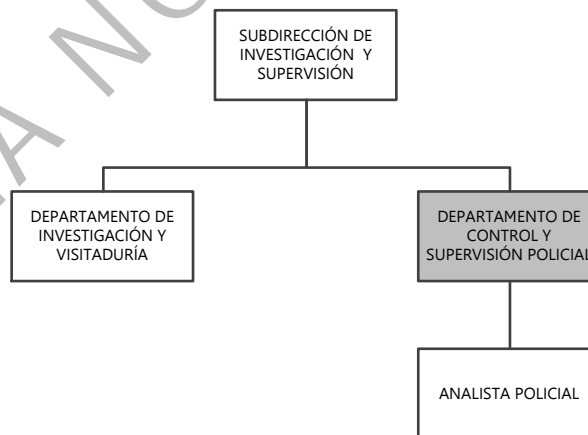 SUBDIRECCIÓN DE
INVESTIGACIÓN Y
SUPERVISIÓN
DEPARTAMENTO DE
INVESTIGACIÓN Y
VISITADURÍA
DEPARTAMENTO DE
CONTROL Y
SUPERVISIÓN POLICIAL
ANALISTA POLICIAL